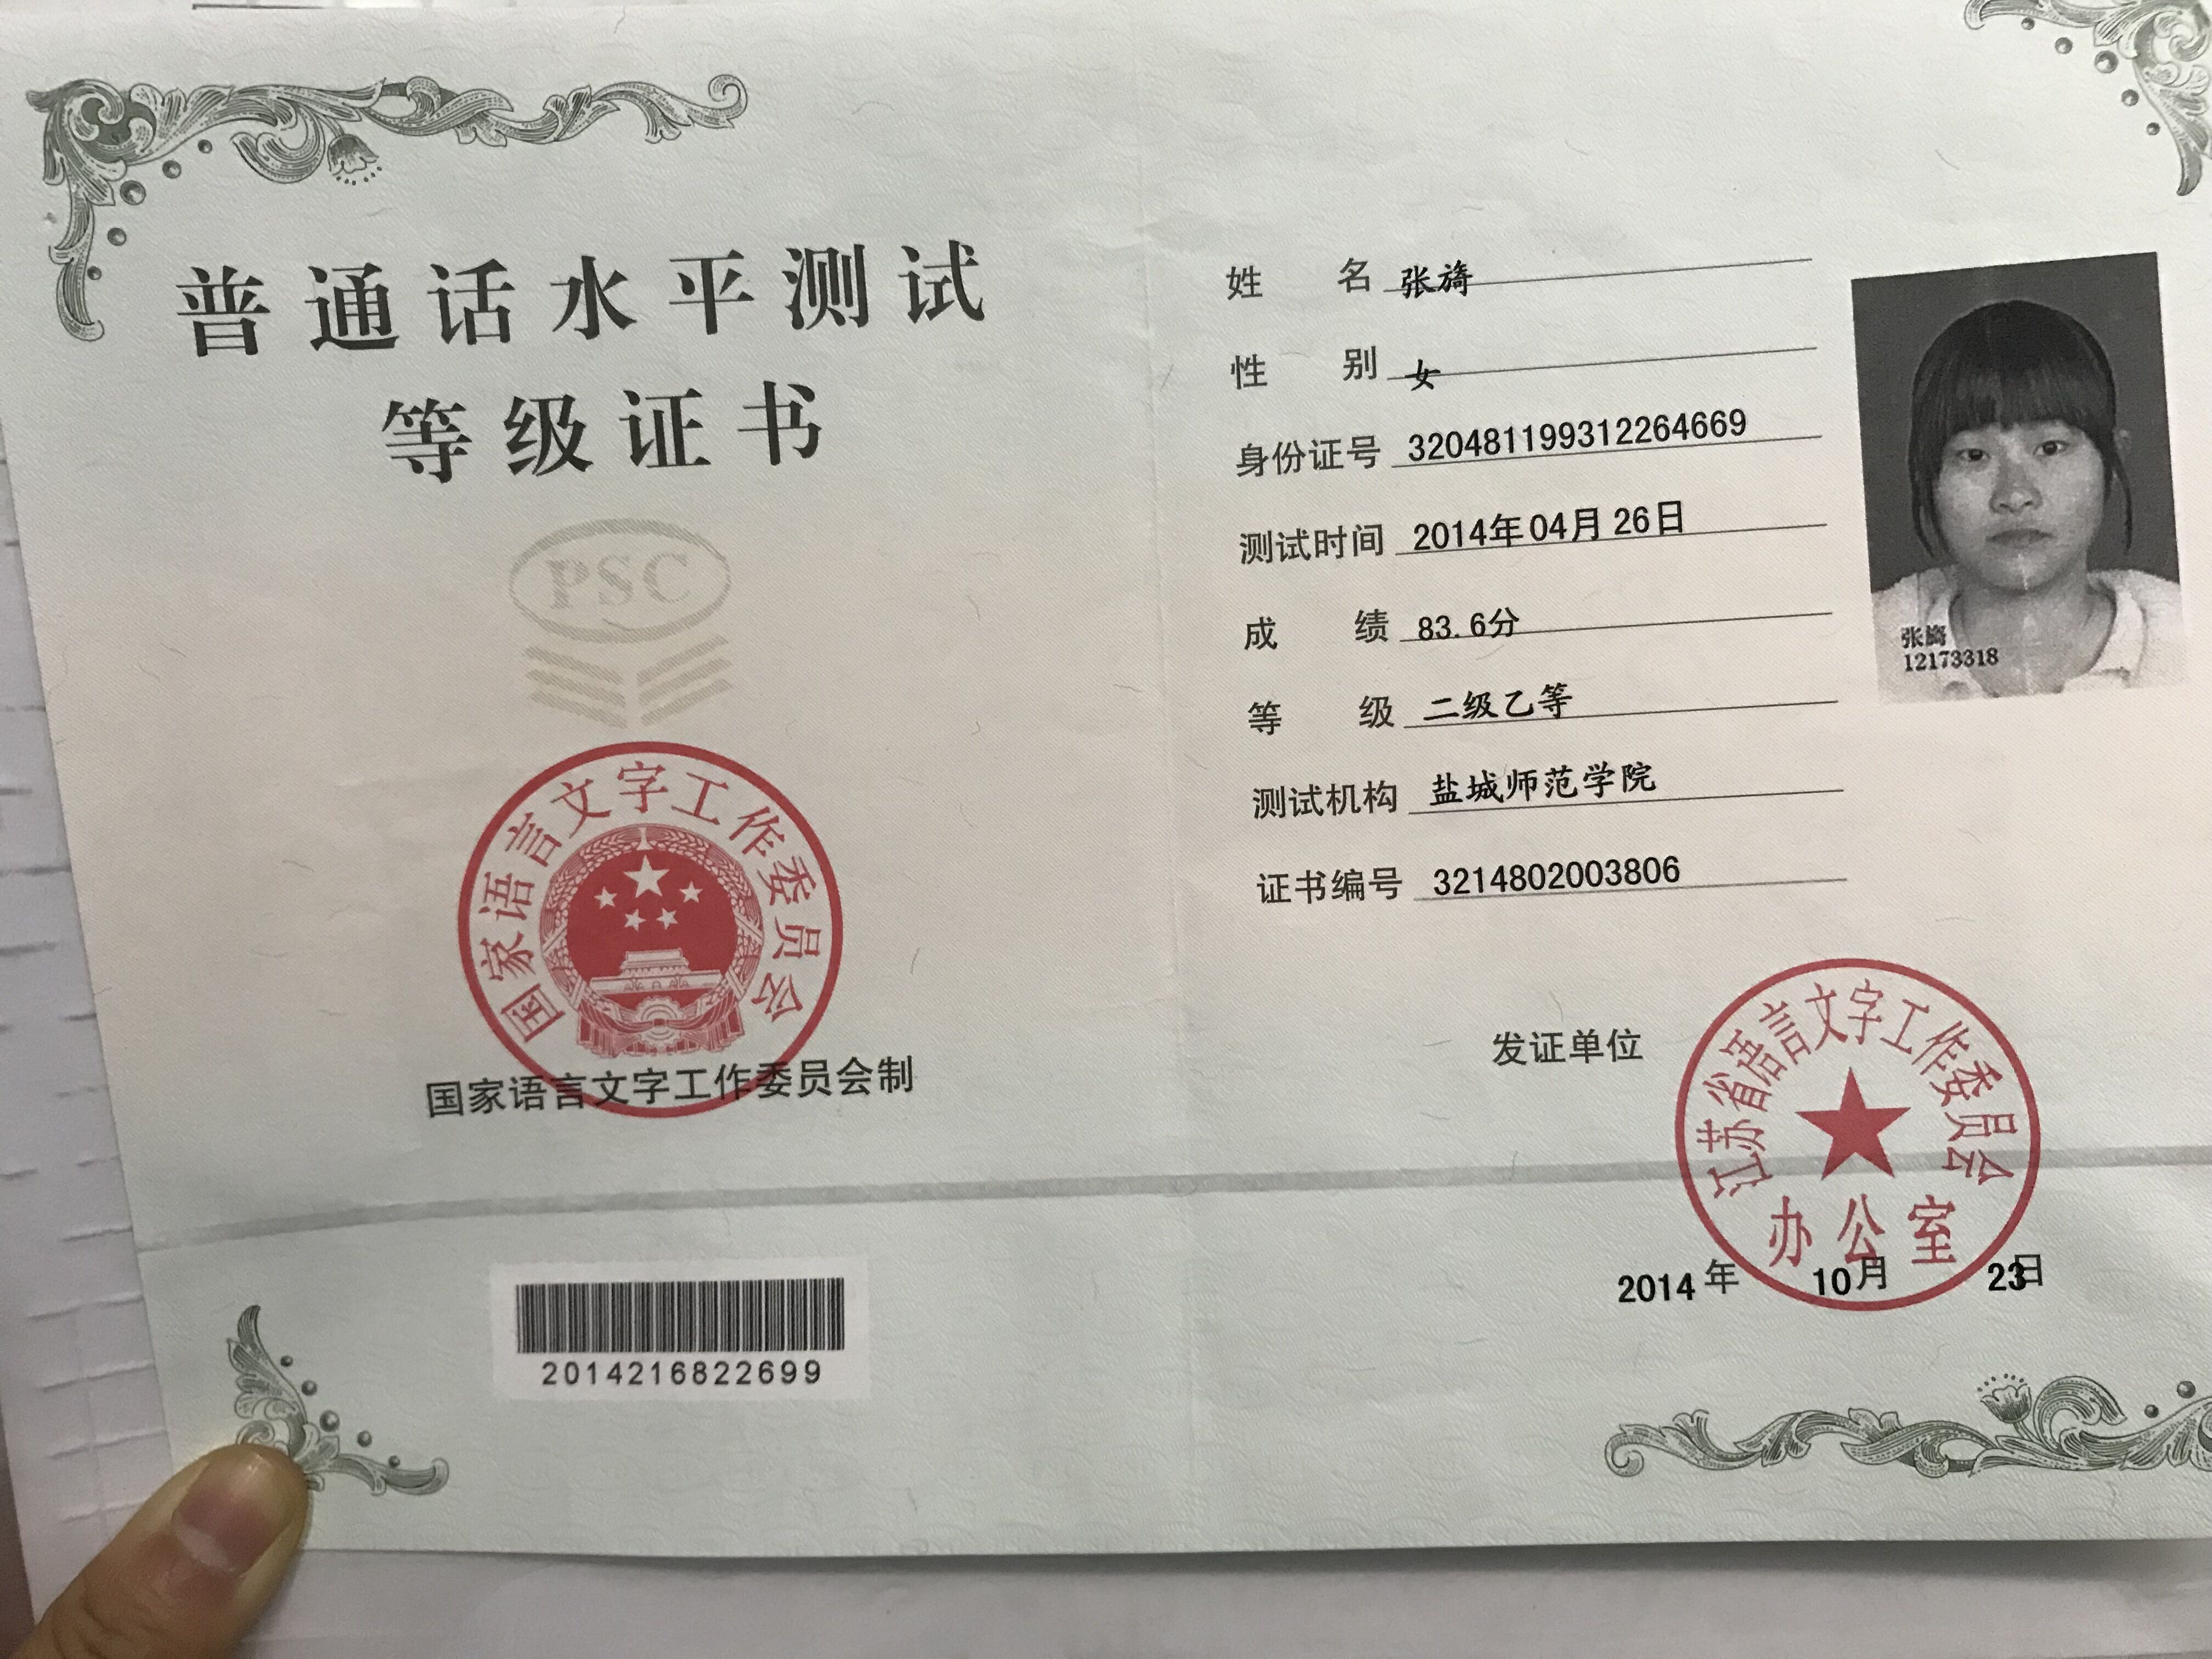 普通话水平测试
等级证书
PSC
国家语言文字工作委员会
国家语言文字工作委员会制
2014216822699
姓 名 张旖
性 别 女
身份证号 320481199312264669
测试时间 2014年04月26日
成 绩 83.6分
等 级 二级乙等
测试机构 盐城师范学院
证书编号 3214802003806
张旖
12173318
发证单位
江苏省语言文字工作委员会
办公室
2014年 10月 23日